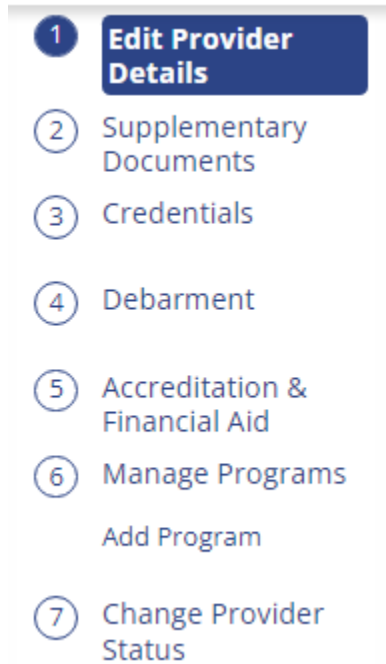 1
Edit Provider
Details
2
Supplementary
Documents
3
Credentials
4
Debarment
5
Accreditation &
Financial Aid
6
Manage Programs
Add Program
7
Change Provider
Status